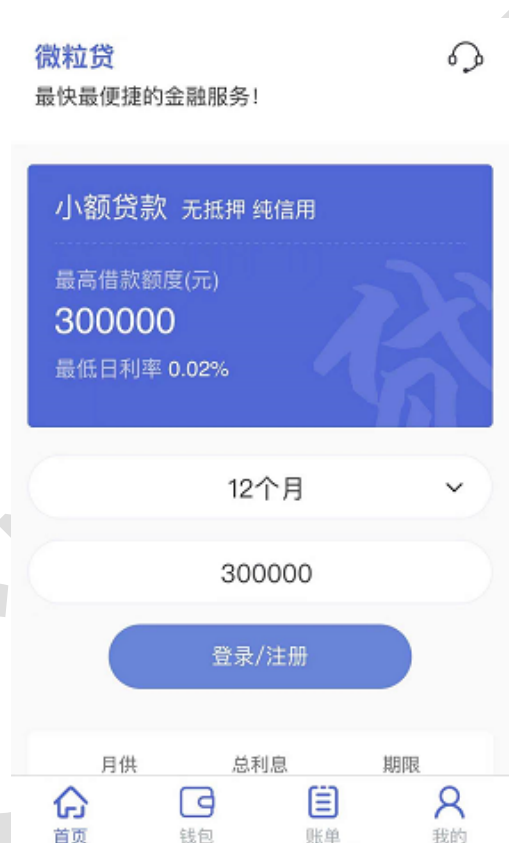 微粒贷
最快最便捷的金融服务!
小额贷款 无抵押 纯信用
最高借款额度(元)
300000
最低日利率 0.02%
贷
12个月
300000
登录/注册
月供 总利息 期限
首页 钱包 账单 我的